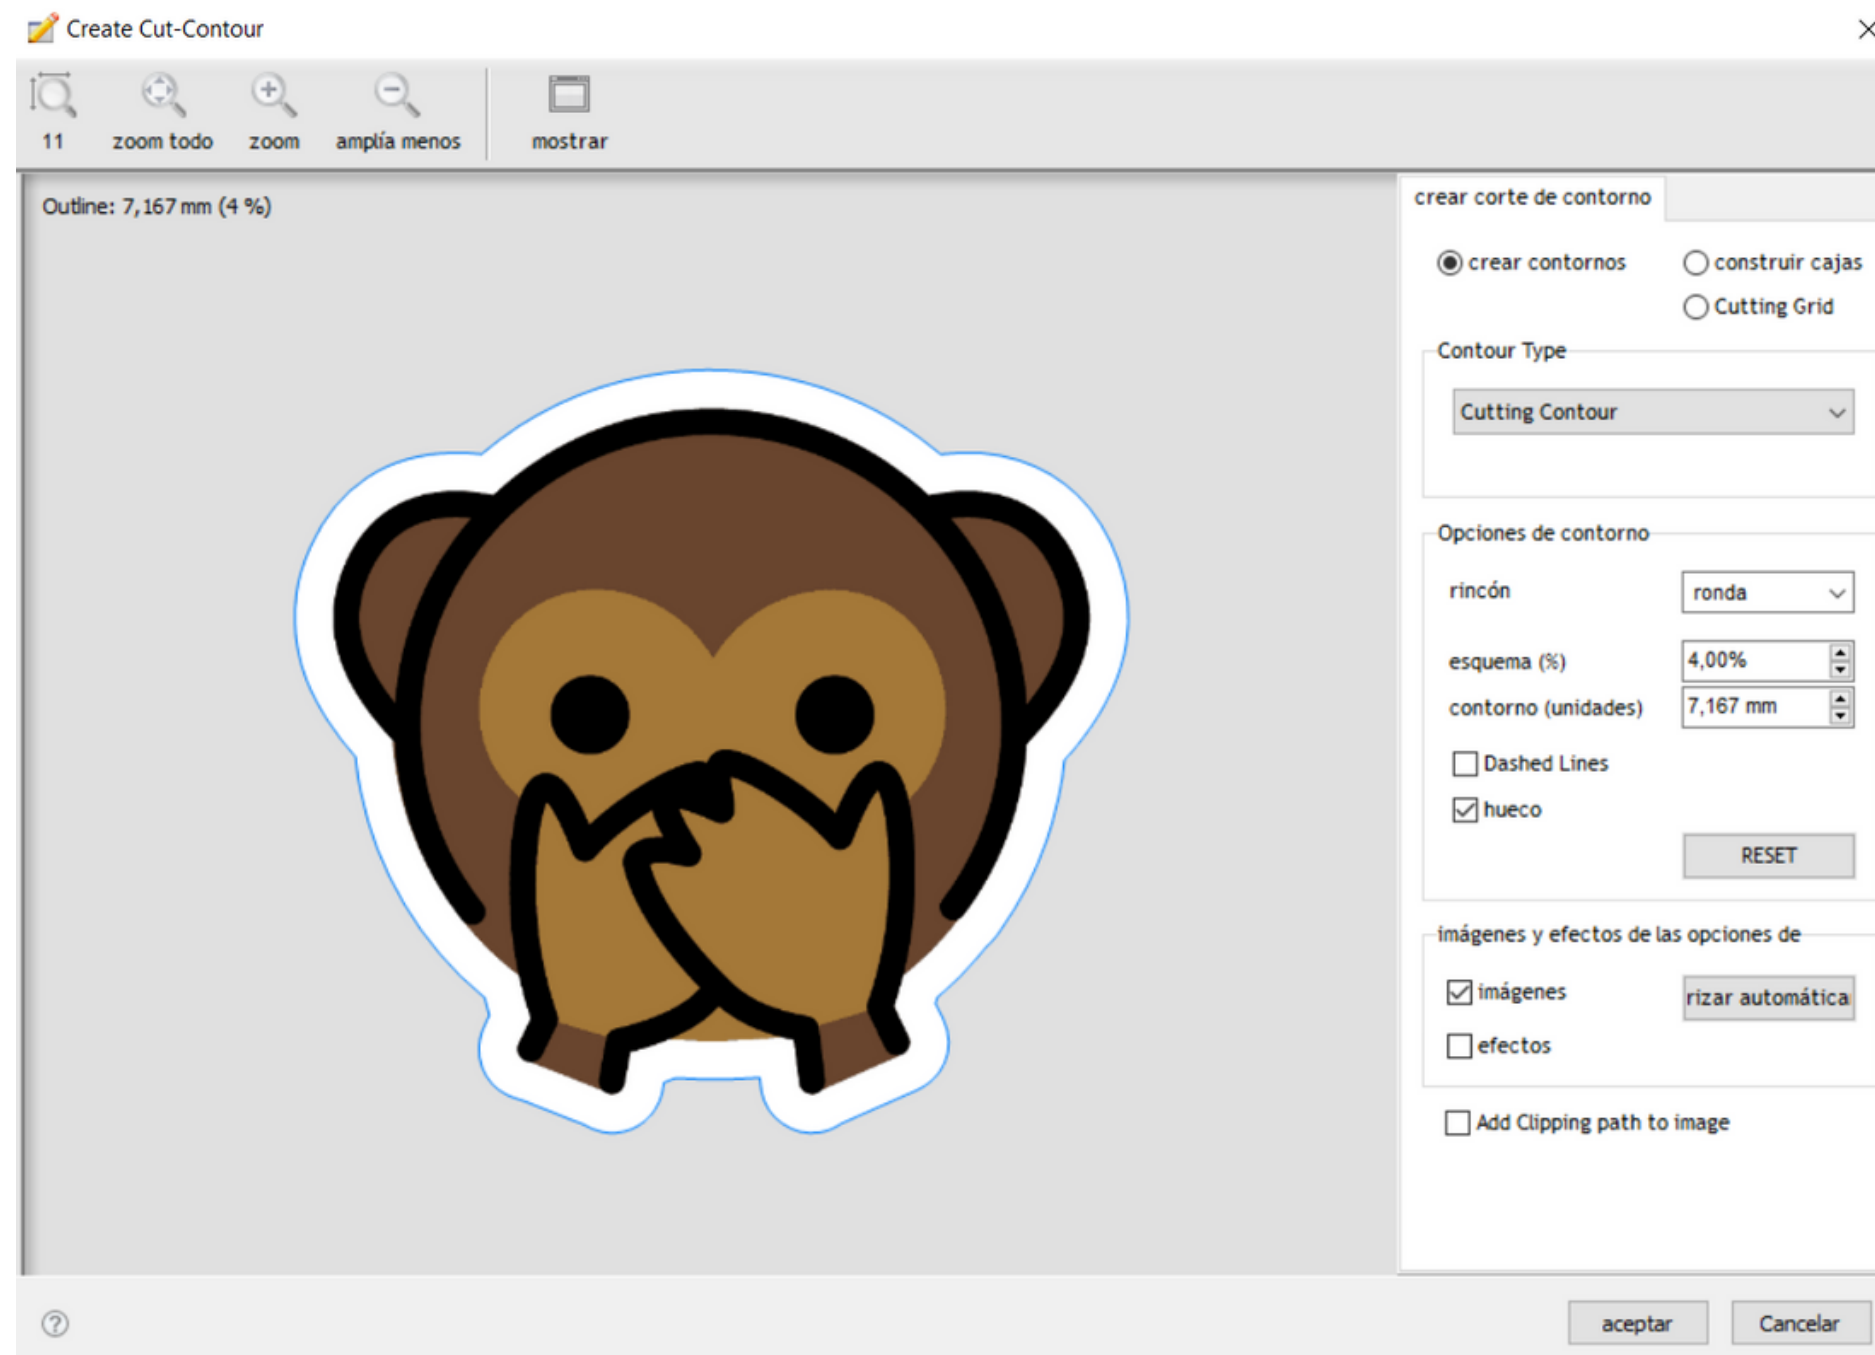 Create Cut-Contour
11 zoom todo zoom amplía menos mostrar
Outline: 7,167 mm (4 %)
crear corte de contorno
crear contornos construir cajas
Cutting Grid
Contour Type
Cutting Contour
Opciones de contorno
rincón ronda
esquema (%) 4,00%
contorno (unidades) 7,167 mm
Dashed Lines
hueco
RESET
imágenes y efectos de las opciones de
imágenes rizar automática
efectos
Add Clipping path to image
? aceptar Cancelar